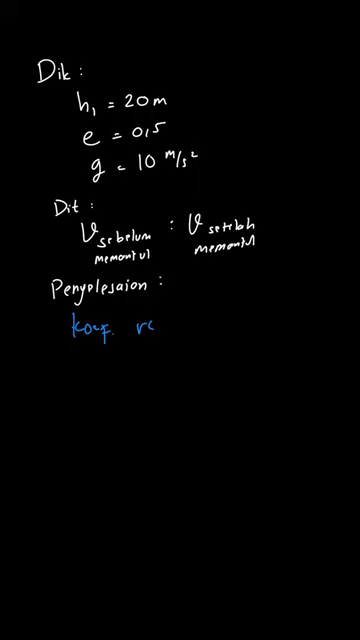 Dik :
h₁ = 20 m
e = 0,5
g = 10 m/s²
Dit :
V sebelum memantul : V setelah memantul
Penyelesaian :
koef. re